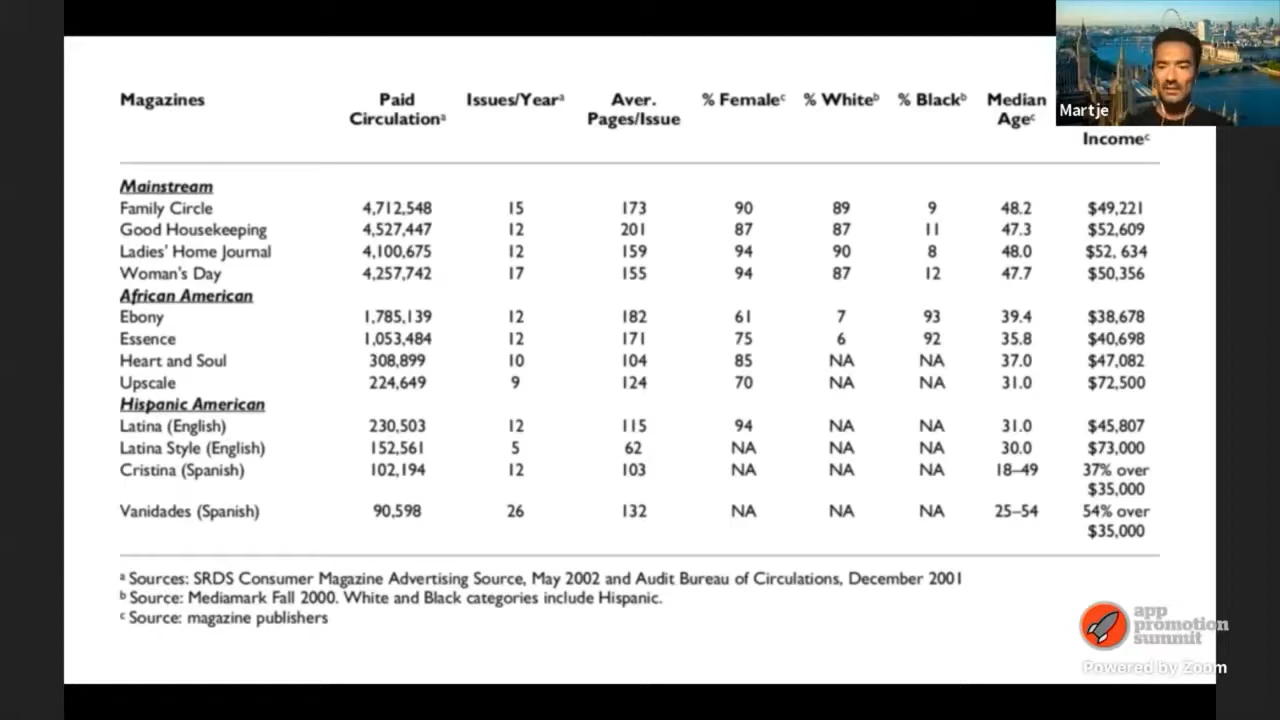 Martje
Magazines Paid Circulationᵃ Issues/Yearᵃ Aver. Pages/Issue % Femaleᶜ % Whiteᵇ % Blackᵇ Median Ageᶜ Incomeᶜ
Mainstream
Family Circle 4,712,548 15 173 90 89 9 48.2 $49,221
Good Housekeeping 4,527,447 12 201 87 87 11 47.3 $52,609
Ladies' Home Journal 4,100,675 12 159 94 90 8 48.0 $52, 634
Woman's Day 4,257,742 17 155 94 87 12 47.7 $50,356
African American
Ebony 1,785,139 12 182 61 7 93 39.4 $38,678
Essence 1,053,484 12 171 75 6 92 35.8 $40,698
Heart and Soul 308,899 10 104 85 NA NA 37.0 $47,082
Upscale 224,649 9 124 70 NA NA 31.0 $72,500
Hispanic American
Latina (English) 230,503 12 115 94 NA NA 31.0 $45,807
Latina Style (English) 152,561 5 62 NA NA NA 30.0 $73,000
Cristina (Spanish) 102,194 12 103 NA NA NA 18–49 37% over
$35,000
Vanidades (Spanish) 90,598 26 132 NA NA NA 25–54 54% over
$35,000
ᵃ Sources: SRDS Consumer Magazine Advertising Source, May 2002 and Audit Bureau of Circulations, December 2001
ᵇ Source: Mediamark Fall 2000. White and Black categories include Hispanic.
ᶜ Source: magazine publishers
app
promotion
summit
Powered by Zoom